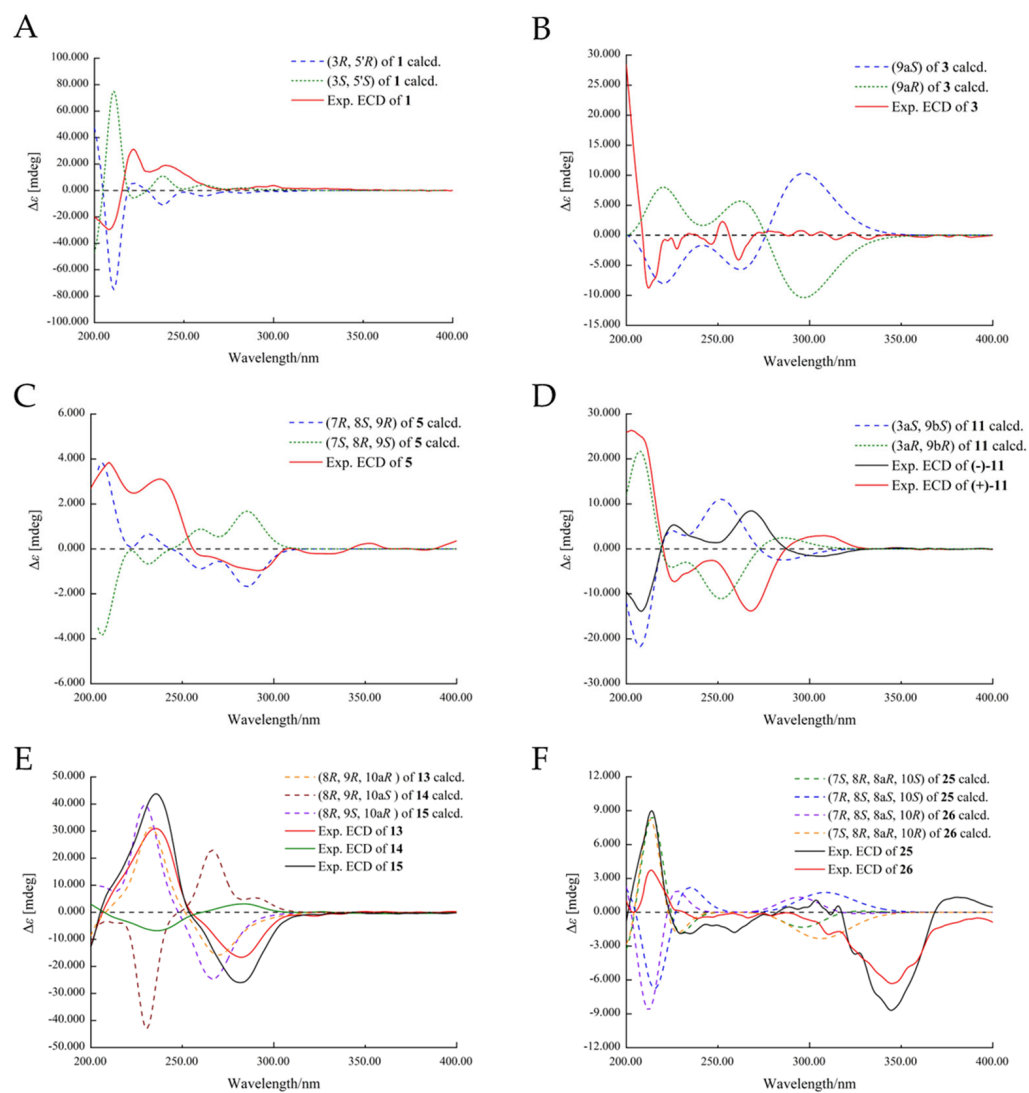 A
100.000
80.000
60.000
40.000
20.000
0.000
-20.000
-40.000
-60.000
-80.000
-100.000
Δε [mdeg]
200.00 250.00 300.00 350.00 400.00
Wavelength/nm
(3R, 5'R) of 1 calcd.
(3S, 5'S) of 1 calcd.
Exp. ECD of 1
B
30.000
25.000
20.000
15.000
10.000
5.000
0.000
-5.000
-10.000
-15.000
Δε [mdeg]
200.00 250.00 300.00 350.00 400.00
Wavelength/nm
(9aS) of 3 calcd.
(9aR) of 3 calcd.
Exp. ECD of 3
C
6.000
4.000
2.000
0.000
-2.000
-4.000
-6.000
Δε [mdeg]
200.00 250.00 300.00 350.00 400.00
Wavelength/nm
(7R, 8S, 9R) of 5 calcd.
(7S, 8R, 9S) of 5 calcd.
Exp. ECD of 5
D
30.000
20.000
10.000
0.000
-10.000
-20.000
-30.000
Δε [mdeg]
200.00 250.00 300.00 350.00 400.00
Wavelength/nm
(3aS, 9bS) of 11 calcd.
(3aR, 9bR) of 11 calcd.
Exp. ECD of (-)-11
Exp. ECD of (+)-11
E
50.000
40.000
30.000
20.000
10.000
0.000
-10.000
-20.000
-30.000
-40.000
-50.000
Δε [mdeg]
200.00 250.00 300.00 350.00 400.00
Wavelength/nm
(8R, 9R, 10aR ) of 13 calcd.
(8R, 9R, 10aS ) of 14 calcd.
(8R, 9S, 10aR ) of 15 calcd.
Exp. ECD of 13
Exp. ECD of 14
Exp. ECD of 15
F
12.000
9.000
6.000
3.000
0.000
-3.000
-6.000
-9.000
-12.000
Δε [mdeg]
200.00 250.00 300.00 350.00 400.00
Wavelength/nm
(7S, 8R, 8aR, 10S) of 25 calcd.
(7R, 8S, 8aS, 10S) of 25 calcd.
(7R, 8S, 8aS, 10R) of 26 calcd.
(7S, 8R, 8aR, 10R) of 26 calcd.
Exp. ECD of 25
Exp. ECD of 26